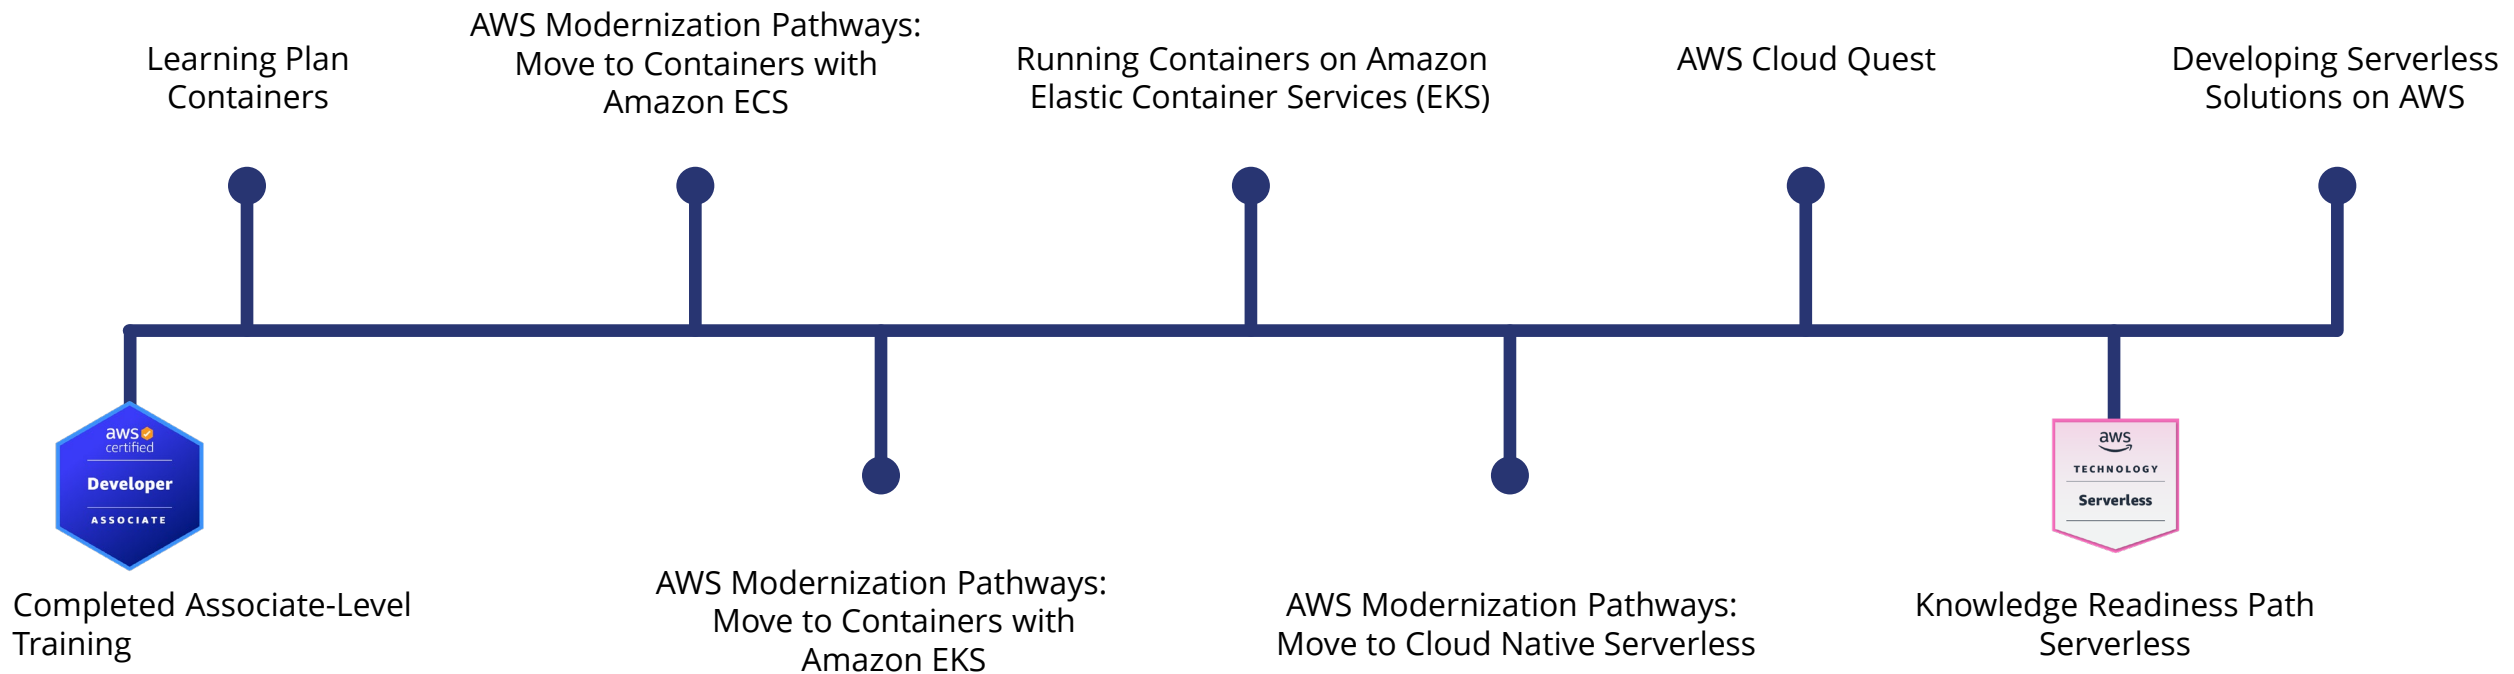 Learning Plan
Containers
AWS Modernization Pathways:
Move to Containers with
Amazon ECS
Running Containers on Amazon
Elastic Container Services (EKS)
AWS Cloud Quest
Developing Serverless
Solutions on AWS
aws
certified
Developer
ASSOCIATE
Completed Associate-Level
Training
AWS Modernization Pathways:
Move to Containers with
Amazon EKS
AWS Modernization Pathways:
Move to Cloud Native Serverless
aws
TECHNOLOGY
Serverless
Knowledge Readiness Path
Serverless